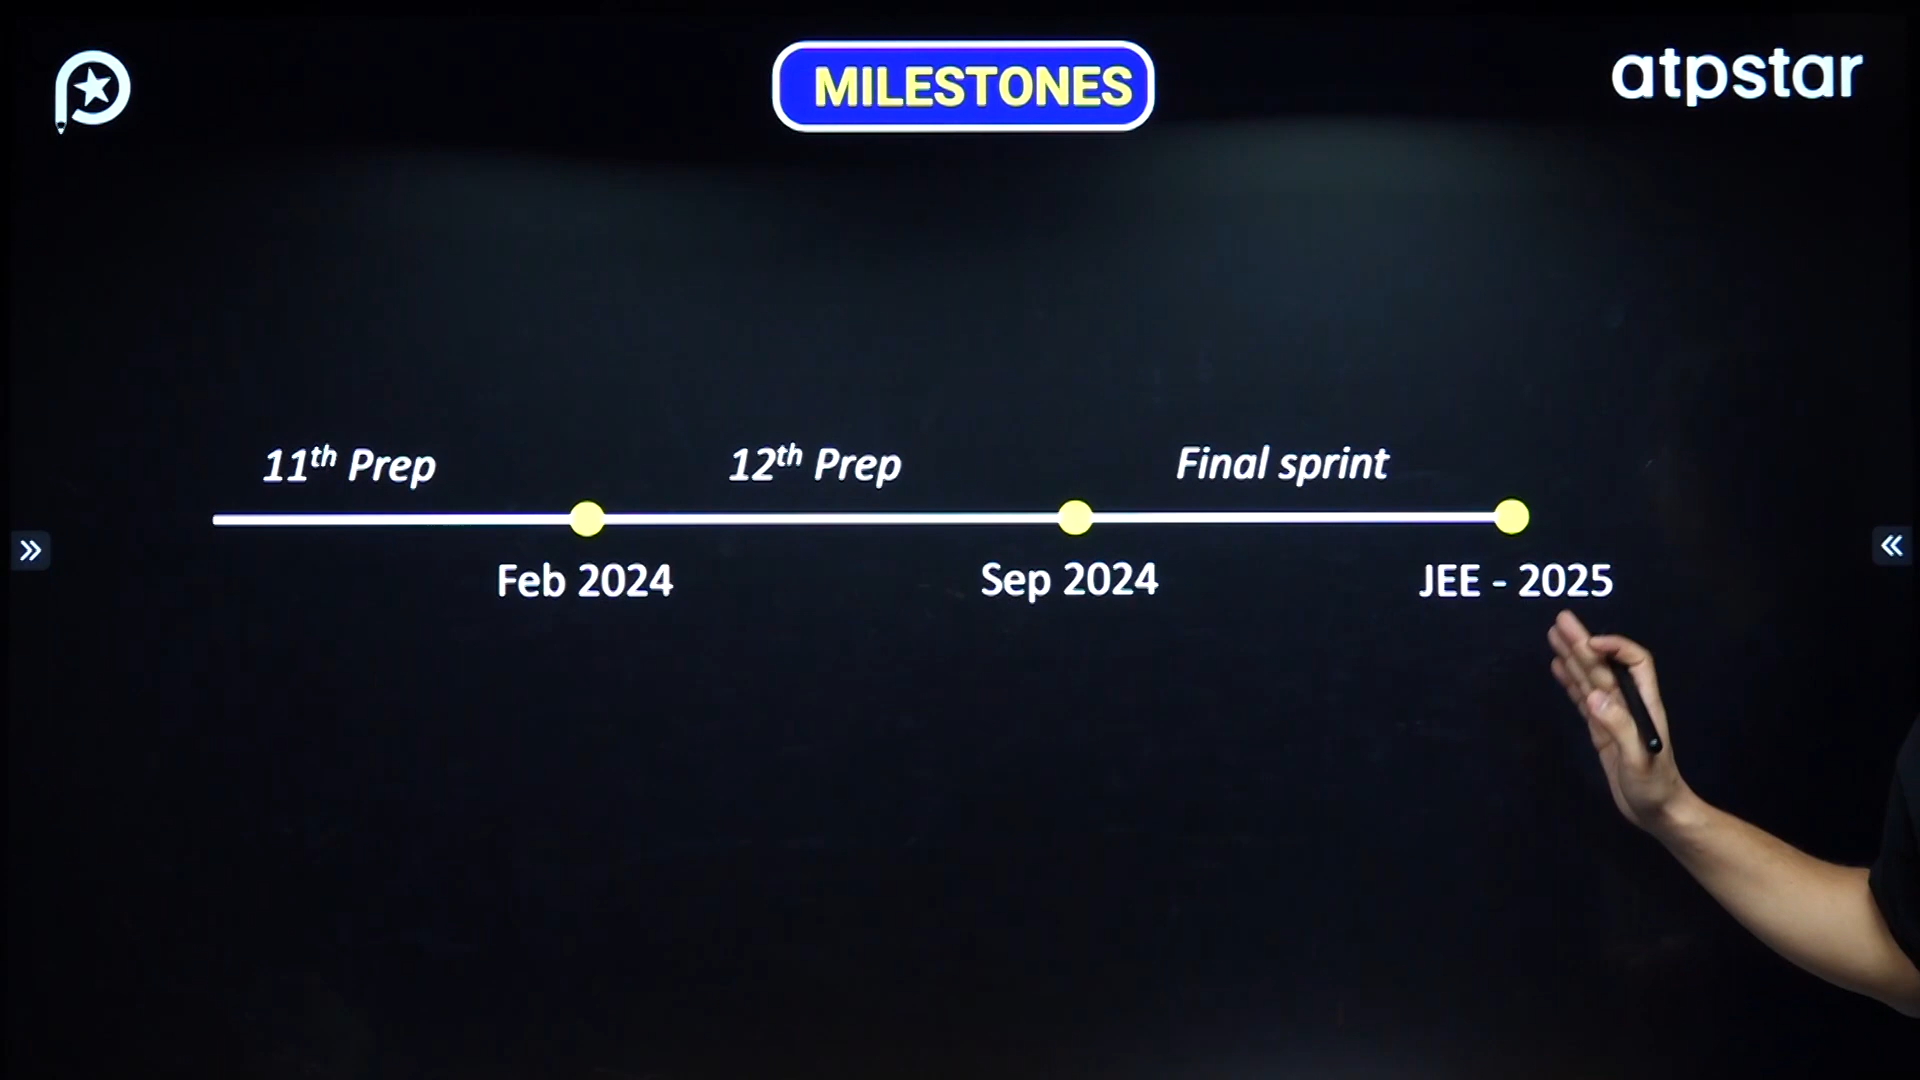 MILESTONES
atpstar
11th Prep
12th Prep
Final sprint
Feb 2024
Sep 2024
JEE - 2025